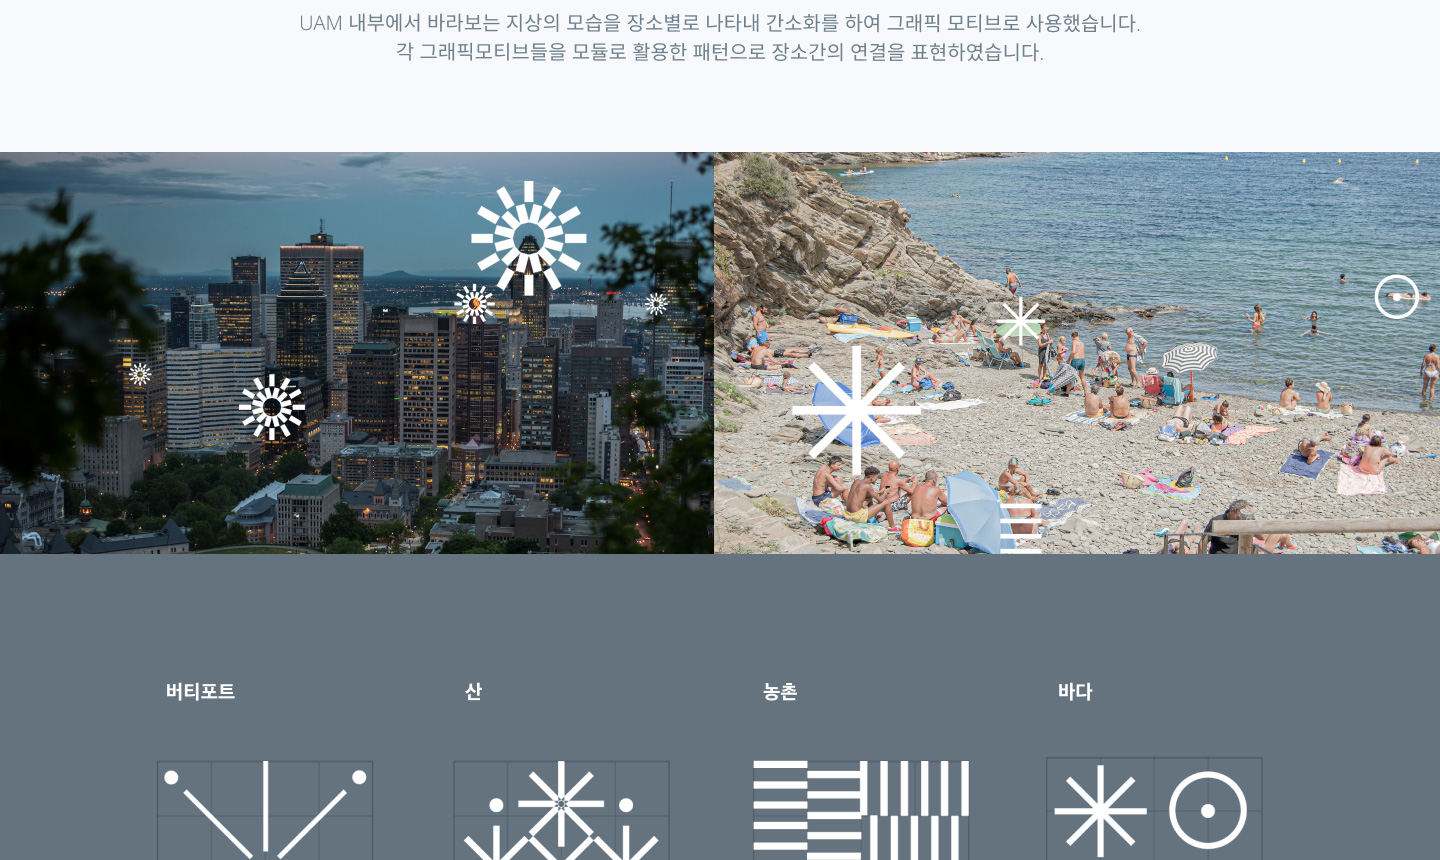 UAM 내부에서 바라보는 지상의 모습을 장소별로 나타내 간소화를 하여 그래픽 모티브로 사용했습니다.
각 그래픽모티브들을 모듈로 활용한 패턴으로 장소간의 연결을 표현하였습니다.
버티포트
산
농촌
바다